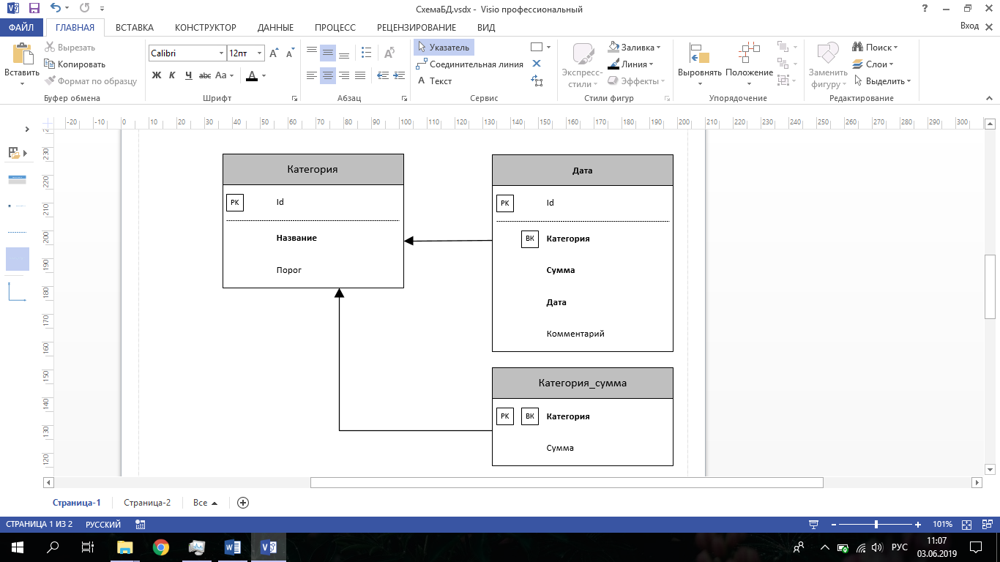 СхемаБД.vsdx - Visio профессиональный
?
ФАЙЛ ГЛАВНАЯ ВСТАВКА КОНСТРУКТОР ДАННЫЕ ПРОЦЕСС РЕЦЕНЗИРОВАНИЕ ВИД Вход
Вставить
Вырезать
Копировать
Формат по образцу
Буфер обмена
Calibri 12пт
Ж К Ч abc Aa А
Шрифт
Абзац
Указатель
Соединительная линия
Текст
Сервис
Экспресс-стили
Заливка
Линия
Эффекты
Стили фигур
Выровнять
Положение
Упорядочение
Заменить фигуру
Поиск
Слои
Выделить
Редактирование
-20 -10 0 10 20 30 40 50 60 70 80 90 100 110 120 130 140 150 160 170 180 190 200 210 220 230 240 250 260 270 280 290 300
230
220
210
200
190
180
170
160
150
140
130
120
Категория
PK Id
Название
Порог
Дата
PK Id
ВК Категория
Сумма
Дата
Комментарий
Категория_сумма
PK ВК Категория
Сумма
Страница-1 Страница-2 Все
СТРАНИЦА 1 ИЗ 2 РУССКИЙ 101%
РУС
11:07
03.06.2019